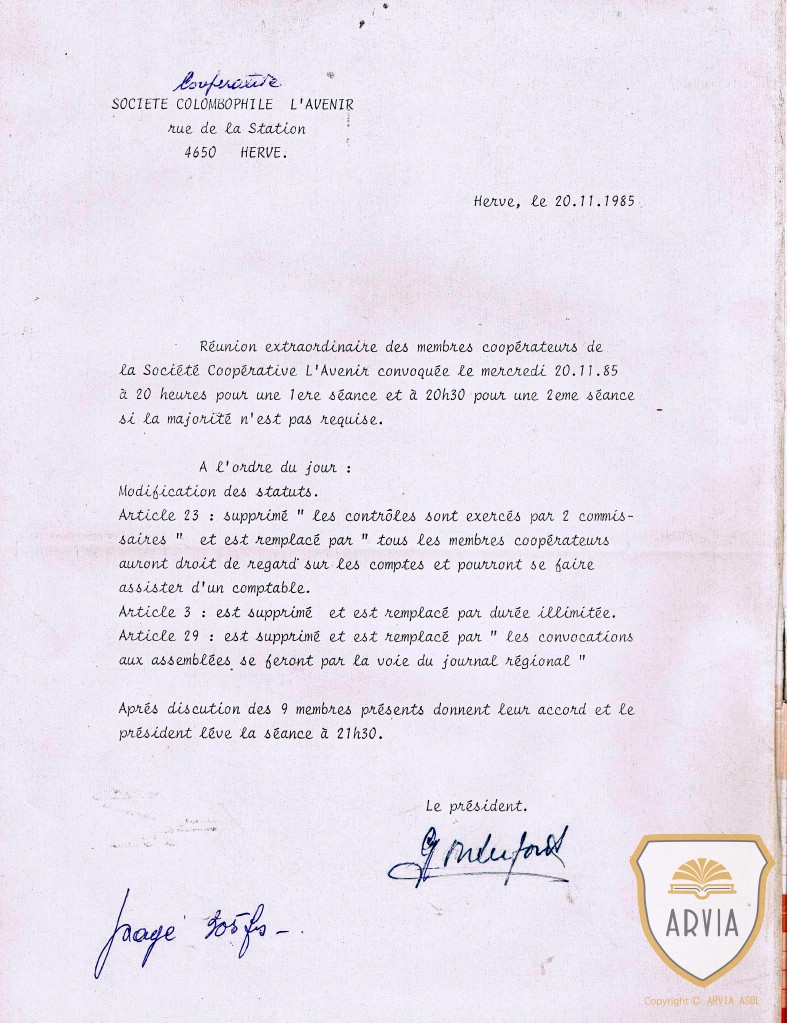 Coopérative
SOCIETE COLOMBOPHILE L'AVENIR
rue de la Station
4650 HERVE.
Herve, le 20.11.1985
Réunion extraordinaire des membres coopérateurs de
la Société Coopérative L'Avenir convoquée le mercredi 20.11.85
à 20 heures pour une 1ere séance et à 20h30 pour une 2eme séance
si la majorité n'est pas requise.
A l'ordre du jour :
Modification des statuts.
Article 23 : supprimé " les contrôles sont exercés par 2 commis-
saires " et est remplacé par " tous les membres coopérateurs
auront droit de regard sur les comptes et pourront se faire
assister d'un comptable.
Article 3 : est supprimé et est remplacé par durée illimitée.
Article 29 : est supprimé et est remplacé par " les convocations
aux assemblées se feront par la voie du journal régional "
Aprés discution des 9 membres présents donnent leur accord et le
président léve la séance à 21h30.
Le président.
ARVIA
Copyright © ARVIA ASBL